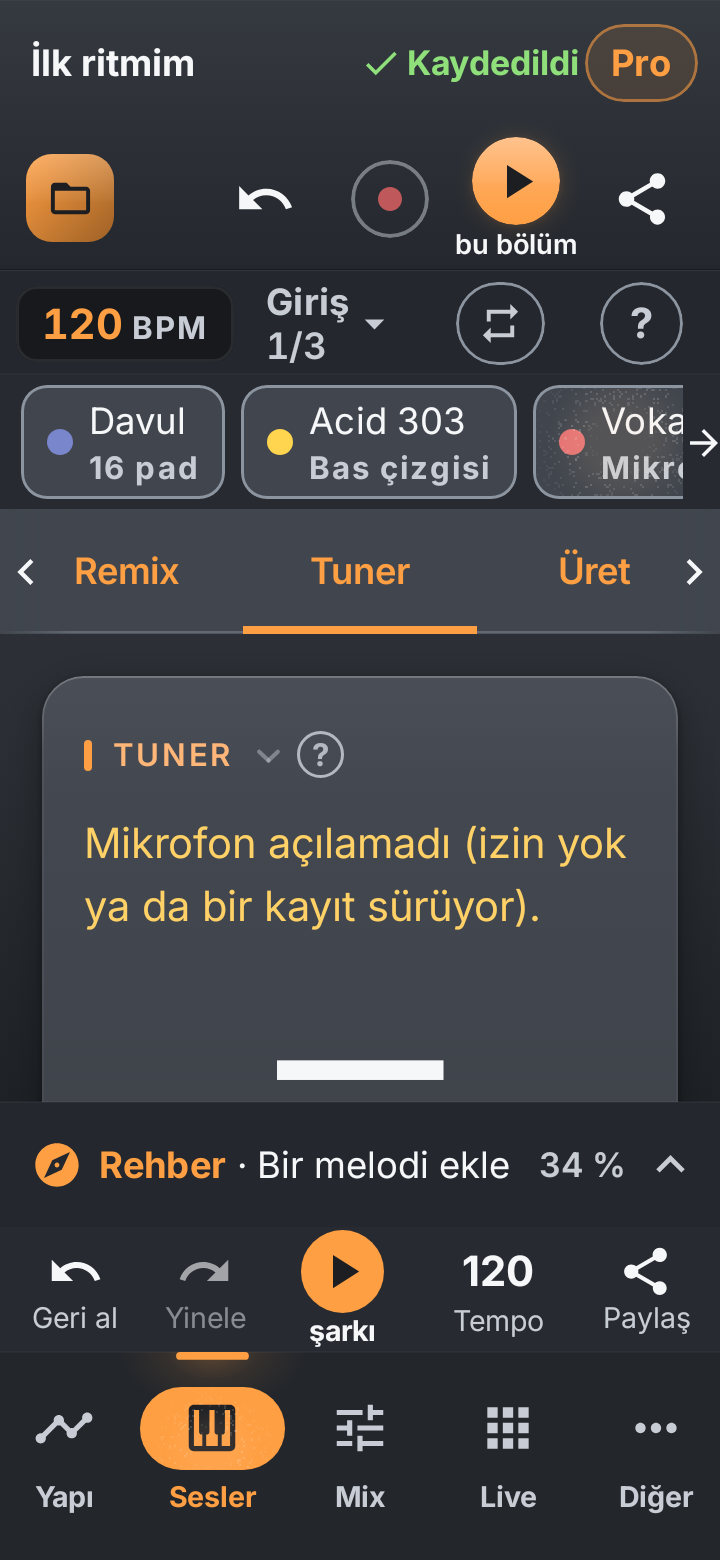 İlk ritmim
Kaydedildi
Pro
bu bölüm
120 BPM
Giriş
1/3
?
Davul
16 pad
Acid 303
Bas çizgisi
Voka
Mikro
Remix
Tuner
Üret
TUNER
?
Mikrofon açılamadı (izin yok
ya da bir kayıt sürüyor).
Rehber · Bir melodi ekle
34 %
Geri al
Yinele
şarkı
120
Tempo
Paylaş
Yapı
Sesler
Mix
Live
Diğer